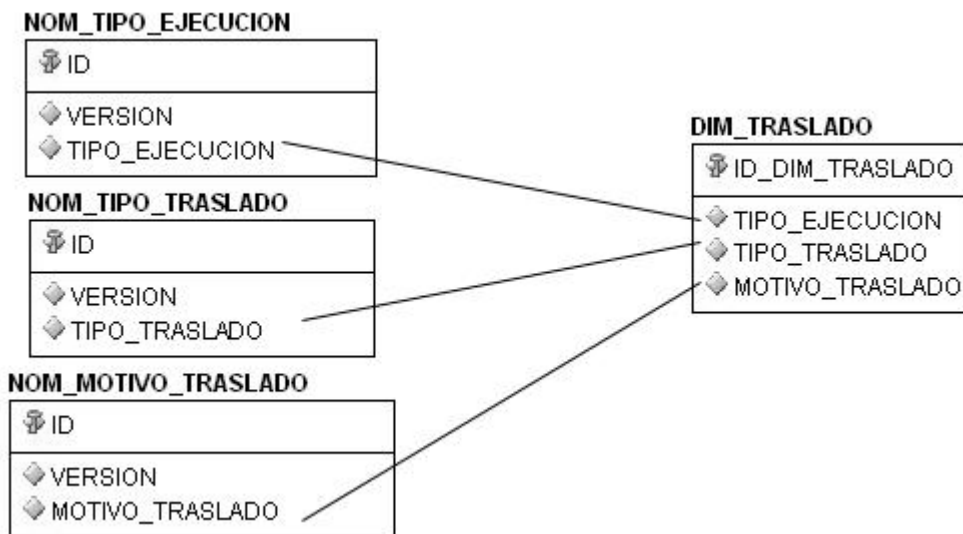 NOM_TIPO_EJECUCION
ID
VERSION
TIPO_EJECUCION
NOM_TIPO_TRASLADO
ID
VERSION
TIPO_TRASLADO
NOM_MOTIVO_TRASLADO
ID
VERSION
MOTIVO_TRASLADO
DIM_TRASLADO
ID_DIM_TRASLADO
TIPO_EJECUCION
TIPO_TRASLADO
MOTIVO_TRASLADO